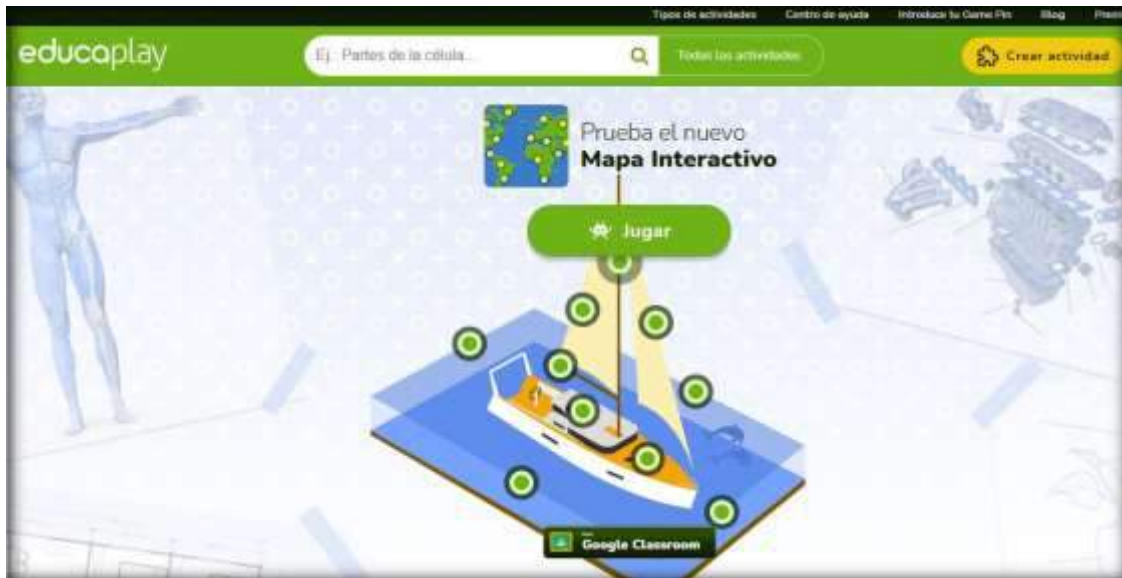 Tipos de actividades Centro de ayuda Introduce tu Game Pin Blog
educaplay Ej. Partes de la célula... Todas las actividades Crear actividad
Prueba el nuevo
Mapa Interactivo
Jugar
Google Classroom